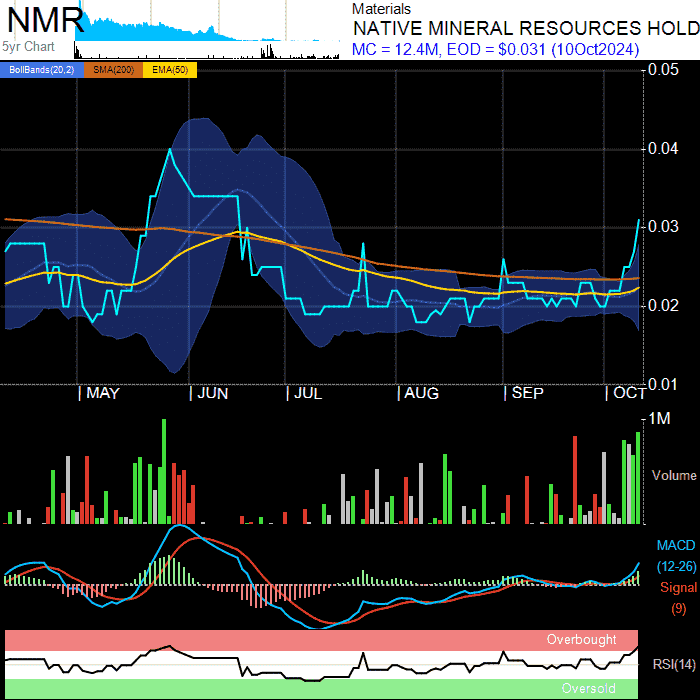 NMR
5yr Chart
Materials
NATIVE MINERAL RESOURCES HOLD
MC = 12.4M, EOD = $0.031 (10Oct2024)
BollBands(20,2) SMA(200) EMA(50)
0.05
0.04
0.03
0.02
0.01
MAY JUN JUL AUG SEP OCT
1M
Volume
MACD
(12-26)
Signal
(9)
Overbought
RSI(14)
Oversold